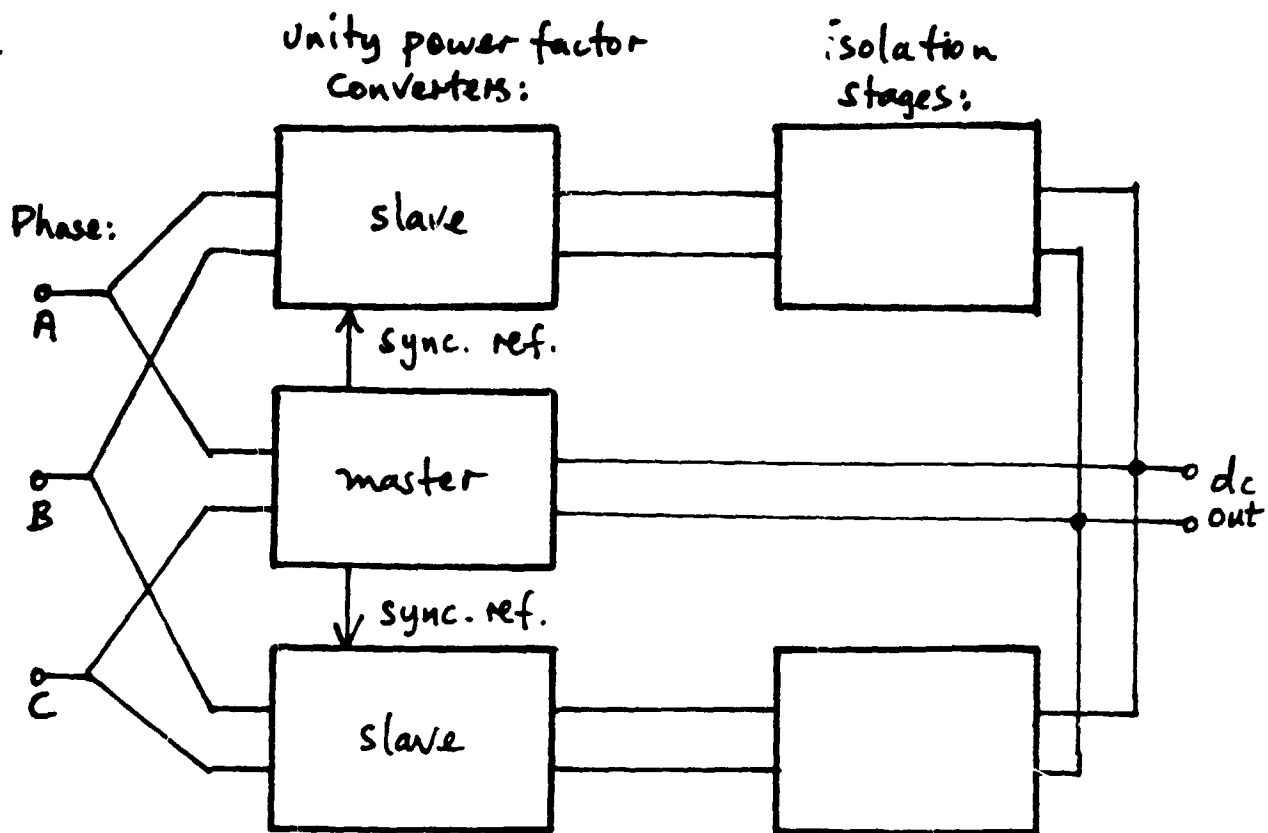 unity power factor
converters:
isolation
stages:
slave
Phase:
A
sync. ref.
master
B
dc
out
sync. ref.
C
slave